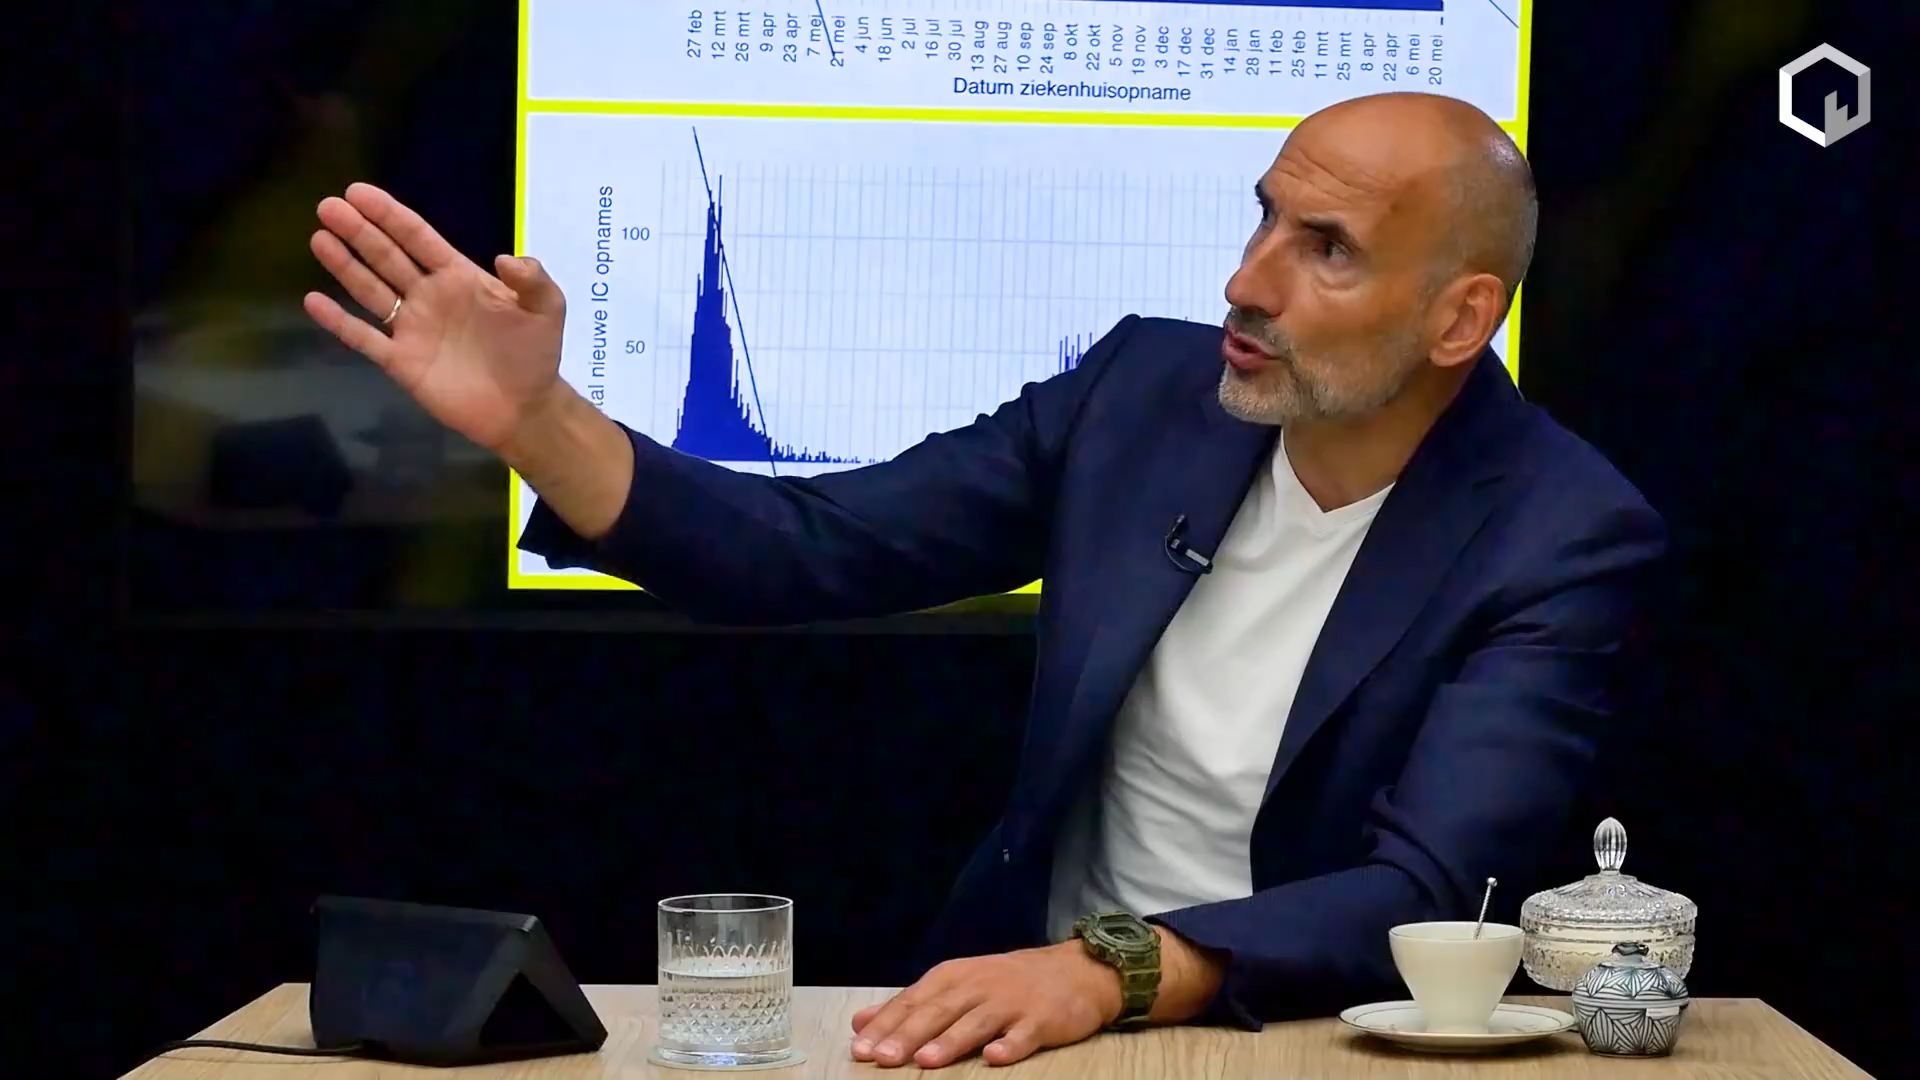 27 feb
12 mrt
26 mrt
9 apr
23 apr
7 mei
21 mei
4 jun
18 jun
2 jul
16 jul
30 jul
13 aug
27 aug
10 sep
24 sep
8 okt
22 okt
5 nov
19 nov
3 dec
17 dec
31 dec
14 jan
28 jan
11 feb
25 feb
11 mrt
25 mrt
8 apr
22 apr
6 mei
20 mei
Datum ziekenhuisopname
tal nieuwe IC opnames
100
50